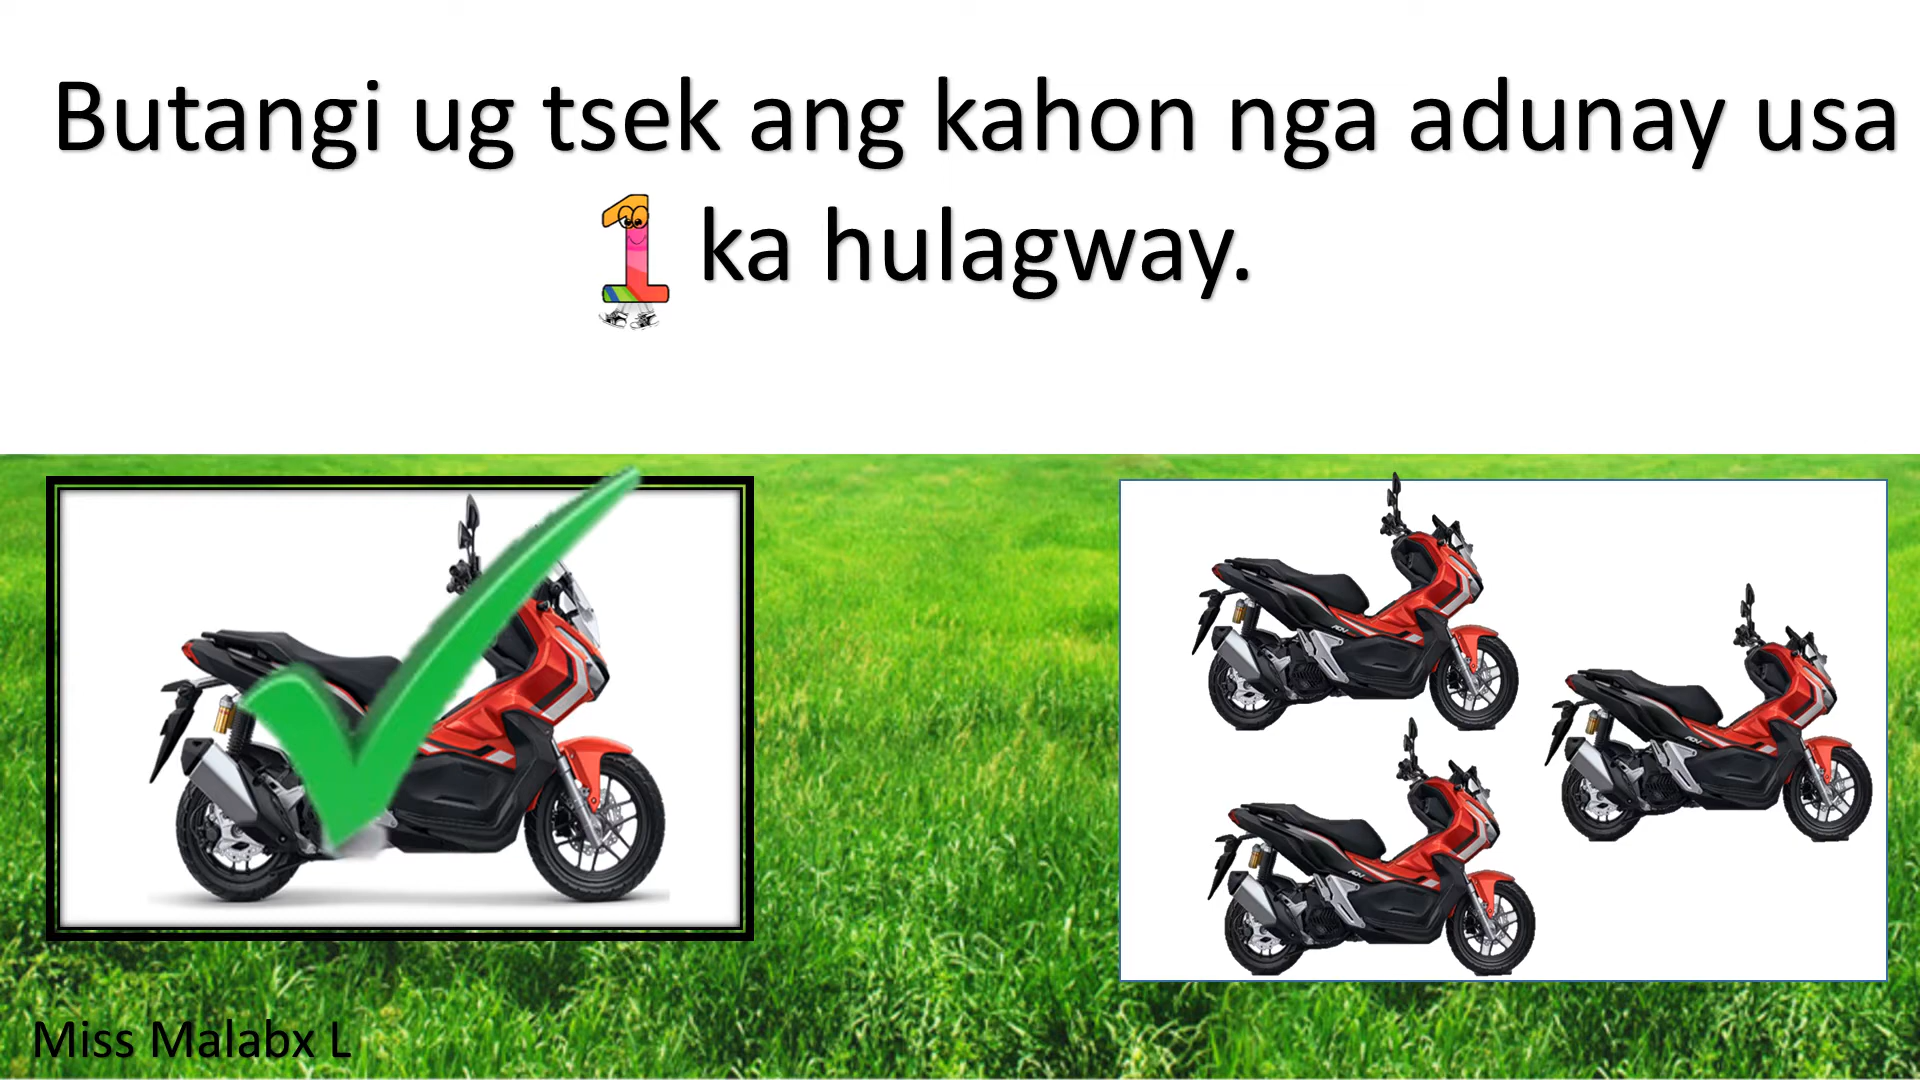 Butangi ug tsek ang kahon nga adunay usa
1 ka hulagway.
Miss Malabx L